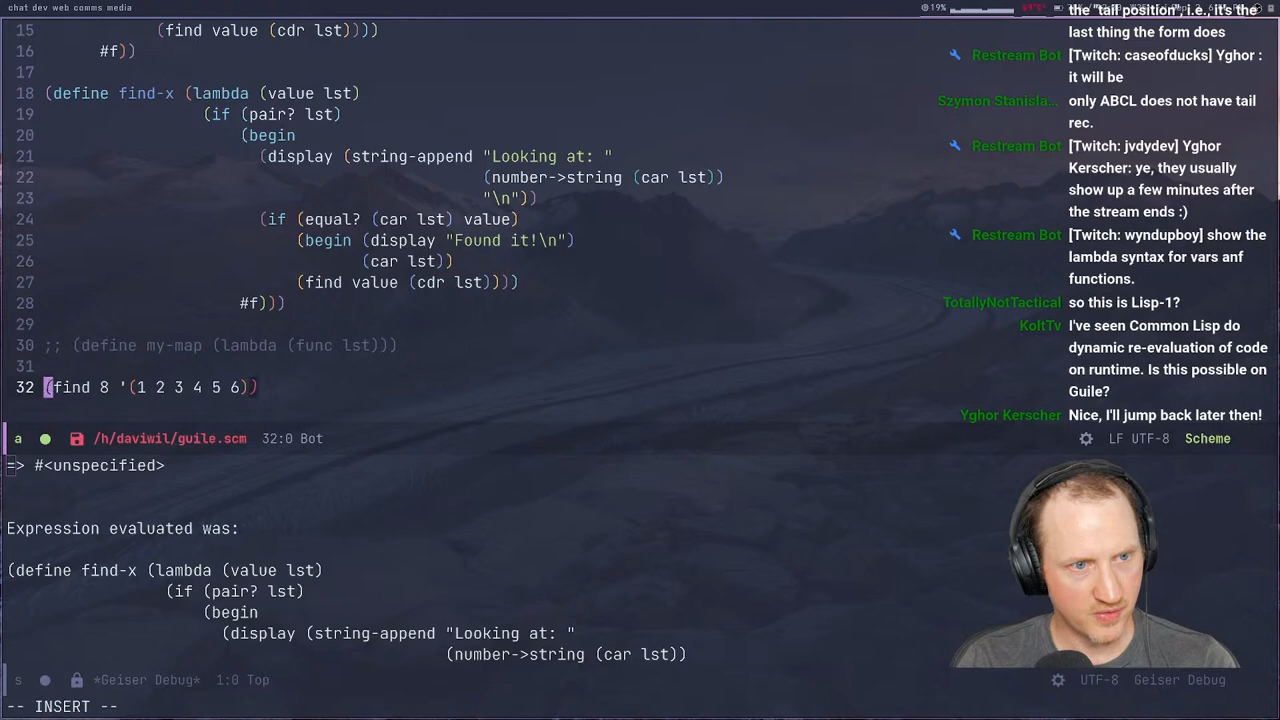 chat dev web comms media
19%
15 (find value (cdr lst))))
16 #f))
17
18 (define find-x (lambda (value lst)
19 (if (pair? lst)
20 (begin
21 (display (string-append "Looking at: "
22 (number->string (car lst))
23 "\n"))
24 (if (equal? (car lst) value)
25 (begin (display "Found it!\n")
26 (car lst))
27 (find value (cdr lst))))
28 #f)))
29
30 ;; (define my-map (lambda (func lst)))
31
32 (find 8 '(1 2 3 4 5 6))
a /h/daviwil/guile.scm 32:0 Bot LF UTF-8 Scheme
=> #<unspecified>
Expression evaluated was:
(define find-x (lambda (value lst)
(if (pair? lst)
(begin
(display (string-append "Looking at: "
(number->string (car lst))
s *Geiser Debug* 1:0 Top UTF-8 Geiser Debug
-- INSERT --
the "tail position", i.e., it's the
last thing the form does
Restream Bot [Twitch: caseofducks] Yghor :
it will be
Szymon Stanisla... only ABCL does not have tail
rec.
Restream Bot [Twitch: jvdydev] Yghor
Kerscher: ye, they usually
show up a few minutes after
the stream ends :)
Restream Bot [Twitch: wyndupboy] show the
lambda syntax for vars anf
functions.
TotallyNotTactical so this is Lisp-1?
KoltTv I've seen Common Lisp do
dynamic re-evaluation of code
on runtime. Is this possible on
Guile?
Yghor Kerscher Nice, I'll jump back later then!